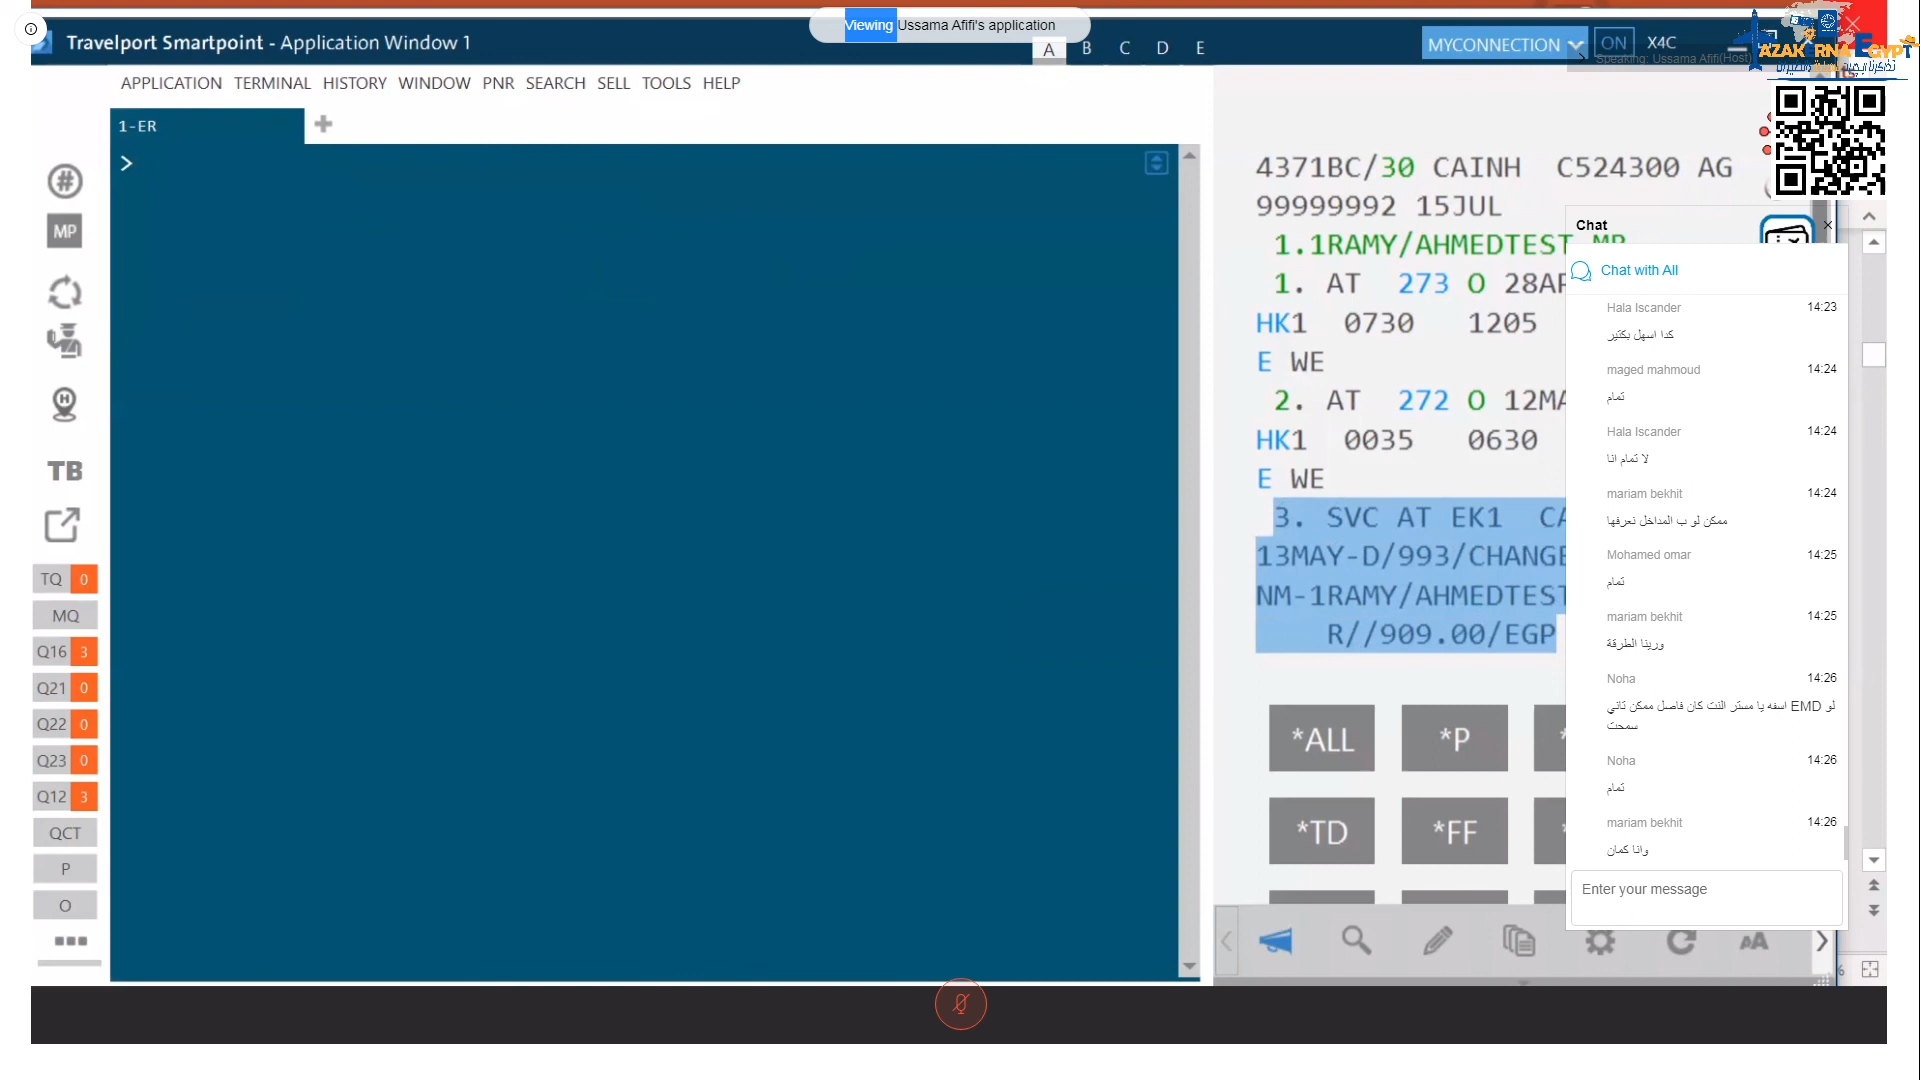 Viewing Ussama Afifi's application
Travelport Smartpoint - Application Window 1
A B C D E
MYCONNECTION ON X4C
Speaking: Ussama Afifi(Host)
APPLICATION TERMINAL HISTORY WINDOW PNR SEARCH SELL TOOLS HELP
1-ER
>
#
MP
H
TB
TQ 0
MQ
Q16 3
Q21 0
Q22 0
Q23 0
Q12 3
QCT
P
O
4371BC/30 CAINH C524300 AG
99999992 15JUL
1.1RAMY/AHMEDTEST MR
1. AT 273 O 28AP
HK1 0730 1205
E WE
2. AT 272 O 12MA
HK1 0035 0630
E WE
3. SVC AT EK1 CA
13MAY-D/993/CHANGE
NM-1RAMY/AHMEDTEST
R//909.00/EGP
*ALL *P
*TD *FF
AA
Chat
Chat with All
Hala Iscander 14:23
كدا اسهل بكتير
maged mahmoud 14:24
تمام
Hala Iscander 14:24
لا تمام انا
mariam bekhit 14:24
ممكن لو ب المداخل نعرفها
Mohamed omar 14:25
تمام
mariam bekhit 14:25
ورينا الطرقة
Noha 14:26
اسفه يا مستر النت كان فاصل ممكن تاني EMD لو
سمحت
Noha 14:26
تمام
mariam bekhit 14:26
وانا كمان
Enter your message